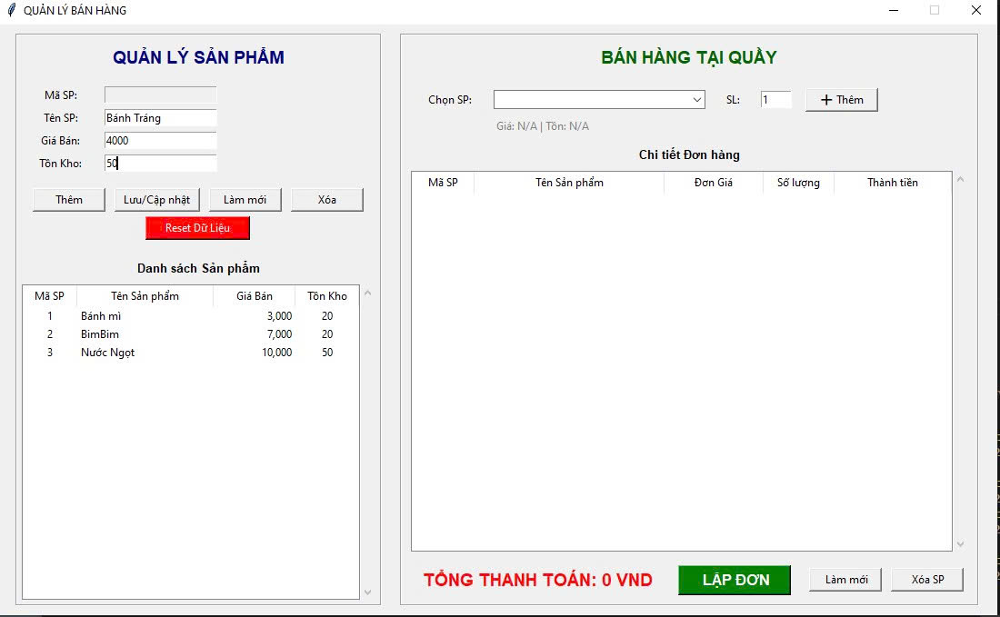 QUẢN LÝ BÁN HÀNG
QUẢN LÝ SẢN PHẨM
Mã SP:
Tên SP: Bánh Tráng
Giá Bán: 4000
Tồn Kho: 50
Thêm Lưu/Cập nhật Làm mới Xóa
Reset Dữ Liệu
Danh sách Sản phẩm
Mã SP Tên Sản phẩm Giá Bán Tồn Kho
1 Bánh mì 3,000 20
2 BimBim 7,000 20
3 Nước Ngọt 10,000 50
BÁN HÀNG TẠI QUẦY
Chọn SP: SL: 1 + Thêm
Giá: N/A | Tồn: N/A
Chi tiết Đơn hàng
Mã SP Tên Sản phẩm Đơn Giá Số lượng Thành tiền
TỔNG THANH TOÁN: 0 VND LẬP ĐƠN Làm mới Xóa SP